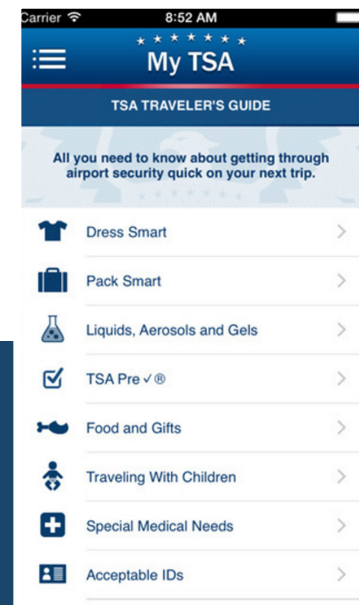 Carrier 8:52 AM
My TSA
TSA TRAVELER'S GUIDE
All you need to know about getting through
airport security quick on your next trip.
Dress Smart
Pack Smart
Liquids, Aerosols and Gels
TSA Pre ✓ ®
Food and Gifts
Traveling With Children
Special Medical Needs
Acceptable IDs